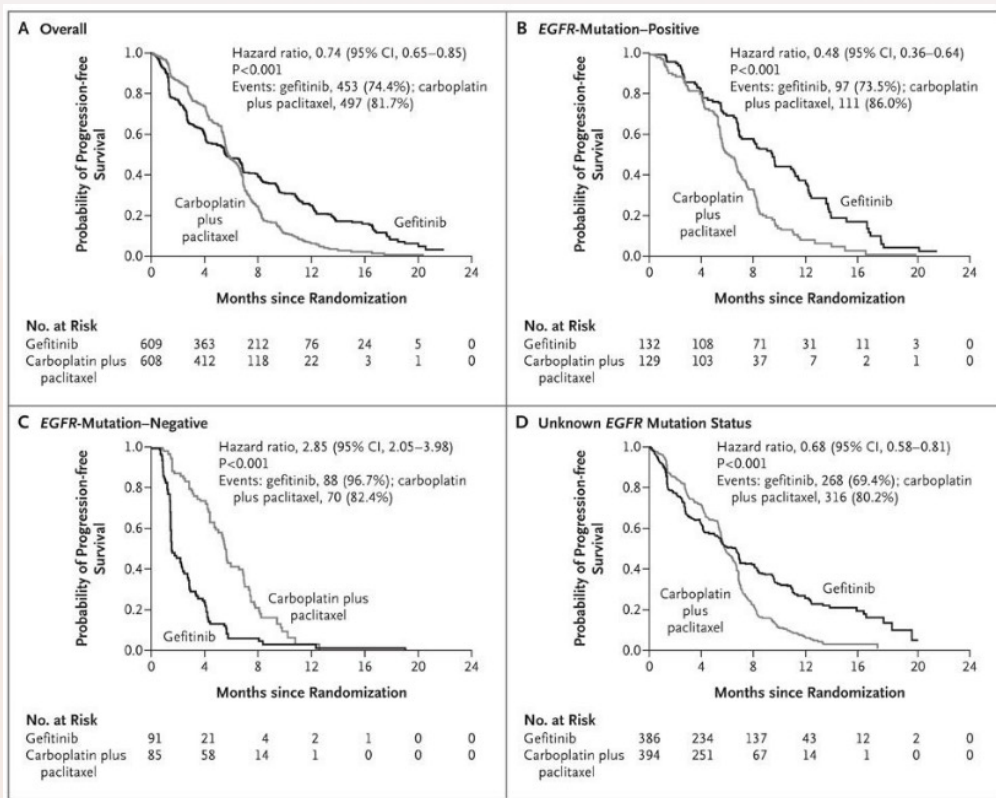 A Overall
Hazard ratio, 0.74 (95% CI, 0.65–0.85)
P<0.001
Events: gefitinib, 453 (74.4%); carboplatin
plus paclitaxel, 497 (81.7%)
Probability of Progression-free
Survival
1.0
0.8
0.6
0.4
0.2
0.0
Carboplatin
plus
paclitaxel
Gefitinib
0 4 8 12 16 20 24
Months since Randomization
No. at Risk
Gefitinib 609 363 212 76 24 5 0
Carboplatin plus 608 412 118 22 3 1 0
paclitaxel
B EGFR-Mutation–Positive
Hazard ratio, 0.48 (95% CI, 0.36–0.64)
P<0.001
Events: gefitinib, 97 (73.5%); carboplatin
plus paclitaxel, 111 (86.0%)
Probability of Progression-free
Survival
1.0
0.8
0.6
0.4
0.2
0.0
Carboplatin
plus
paclitaxel
Gefitinib
0 4 8 12 16 20 24
Months since Randomization
No. at Risk
Gefitinib 132 108 71 31 11 3 0
Carboplatin plus 129 103 37 7 2 1 0
paclitaxel
C EGFR-Mutation–Negative
Hazard ratio, 2.85 (95% CI, 2.05–3.98)
P<0.001
Events: gefitinib, 88 (96.7%); carboplatin
plus paclitaxel, 70 (82.4%)
Probability of Progression-free
Survival
1.0
0.8
0.6
0.4
0.2
0.0
Carboplatin plus
paclitaxel
Gefitinib
0 4 8 12 16 20 24
Months since Randomization
No. at Risk
Gefitinib 91 21 4 2 1 0 0
Carboplatin plus 85 58 14 1 0 0 0
paclitaxel
D Unknown EGFR Mutation Status
Hazard ratio, 0.68 (95% CI, 0.58–0.81)
P<0.001
Events: gefitinib, 268 (69.4%); carboplatin
plus paclitaxel, 316 (80.2%)
Probability of Progression-free
Survival
1.0
0.8
0.6
0.4
0.2
0.0
Carboplatin
plus
paclitaxel
Gefitinib
0 4 8 12 16 20 24
Months since Randomization
No. at Risk
Gefitinib 386 234 137 43 12 2 0
Carboplatin plus 394 251 67 14 1 0 0
paclitaxel